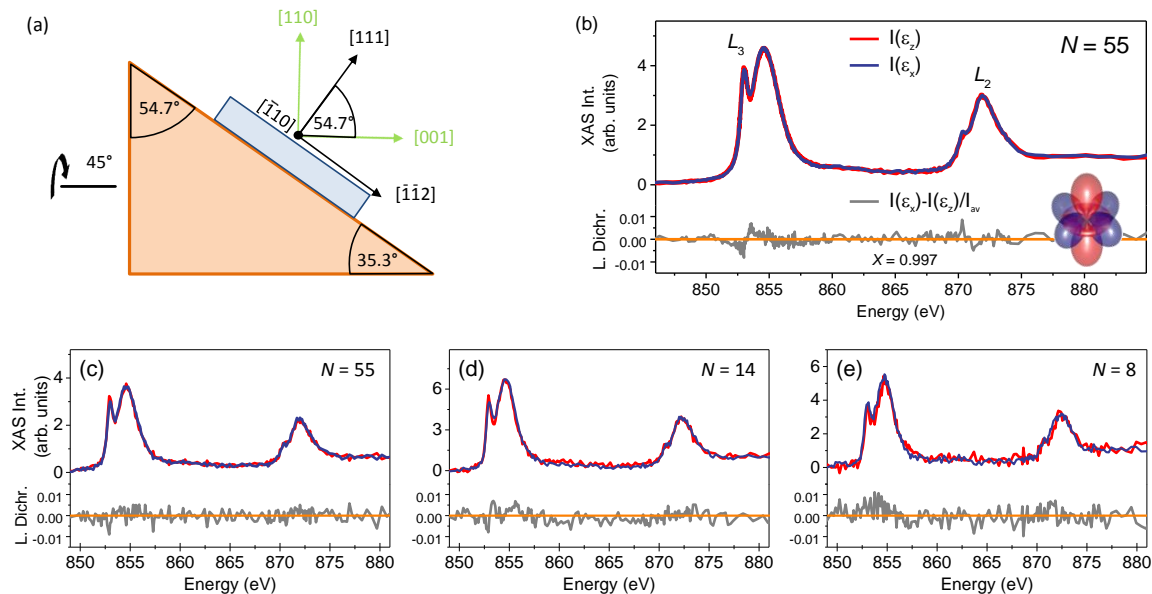 (a)
[110]
[111]
54.7°
[1̄10]
54.7°
[001]
45°
[1̄1̄2]
35.3°
(b)
N = 55
L3
L2
I(εz)
I(εx)
XAS Int.
(arb. units)
4
2
0
I(εx)-I(εz)/Iav
L. Dichr.
0.01
0.00
-0.01
X = 0.997
850 855 860 865 870 875 880
Energy (eV)
(c)
N = 55
XAS Int.
(arb. units)
4
2
0
L. Dichr.
0.01
0.00
-0.01
850 855 860 865 870 875 880
Energy (eV)
(d)
N = 14
6
3
0
0.01
0.00
-0.01
850 855 860 865 870 875 880
Energy (eV)
(e)
N = 8
6
4
2
0
0.01
0.00
-0.01
850 855 860 865 870 875 880
Energy (eV)